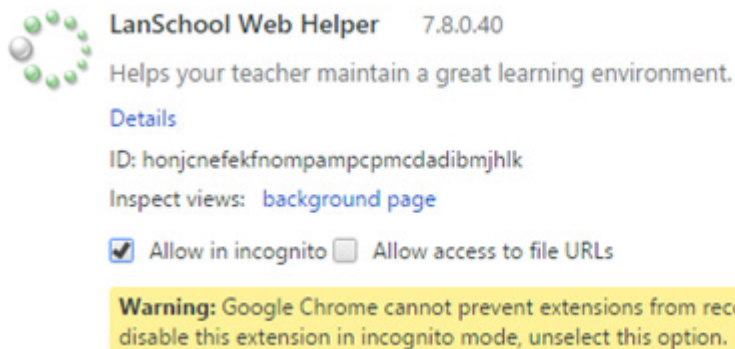 LanSchool Web Helper 7.8.0.40
Helps your teacher maintain a great learning environment.
Details
ID: honjcnefekfnompampcpmcdadibmjhlk
Inspect views: background page
Allow in incognito Allow access to file URLs
Warning: Google Chrome cannot prevent extensions from
disable this extension in incognito mode, unselect this option.